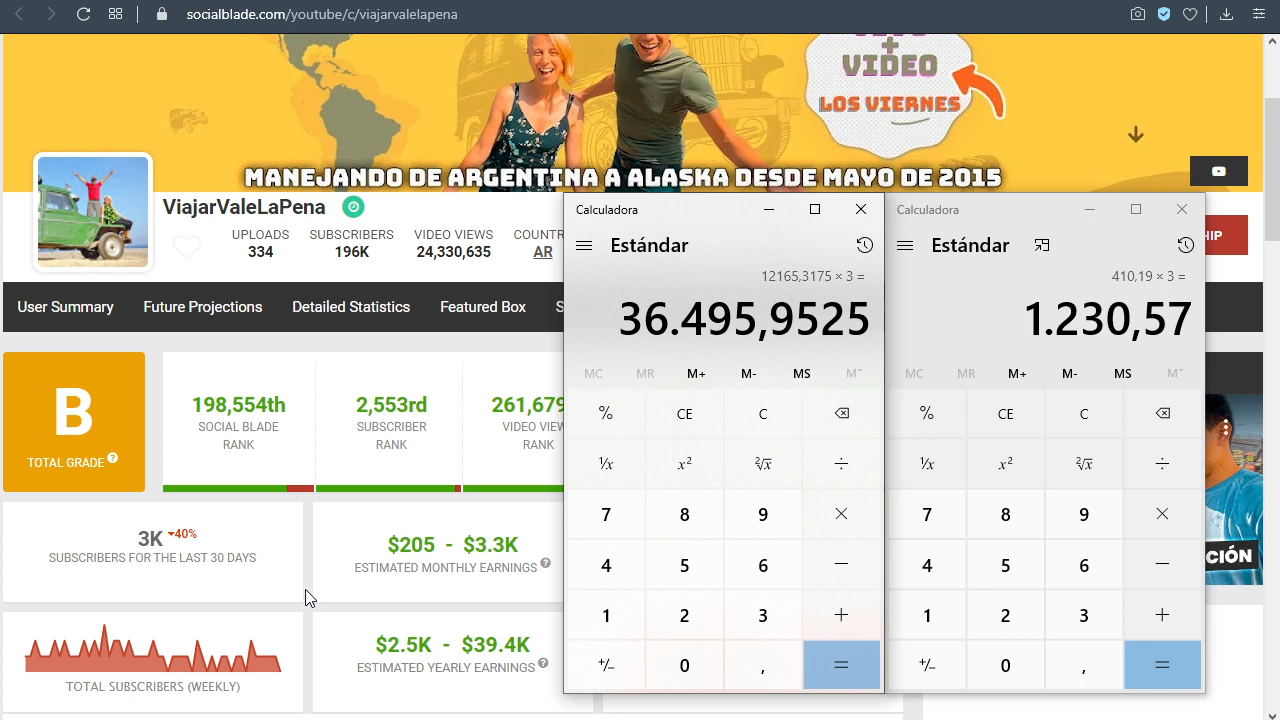 socialblade.com/youtube/c/viajarvalelapena
+
VIDEO
LOS VIERNES
MANEJANDO DE ARGENTINA A ALASKA DESDE MAYO DE 2015
ViajarValeLaPena
UPLOADS
334
SUBSCRIBERS
196K
VIDEO VIEWS
24,330,635
COUNTR
AR
HIP
User Summary
Future Projections
Detailed Statistics
Featured Box
S
B
TOTAL GRADE ?
198,554th
SOCIAL BLADE
RANK
2,553rd
SUBSCRIBER
RANK
261,679
VIDEO VIEW
RANK
3K 40%
SUBSCRIBERS FOR THE LAST 30 DAYS
$205 - $3.3K
ESTIMATED MONTHLY EARNINGS ?
TOTAL SUBSCRIBERS (WEEKLY)
$2.5K - $39.4K
ESTIMATED YEARLY EARNINGS ?
CIÓN
Calculadora
Estándar
12165,3175 × 3 =
36.495,9525
MC MR M+ M- MS M˅
% CE C
¹⁄x x² ²√x ÷
7 8 9 ×
4 5 6 −
1 2 3 +
+/− 0 , =
Calculadora
Estándar
410,19 × 3 =
1.230,57
MC MR M+ M- MS M˅
% CE C
¹⁄x x² ²√x ÷
7 8 9 ×
4 5 6 −
1 2 3 +
+/− 0 , =